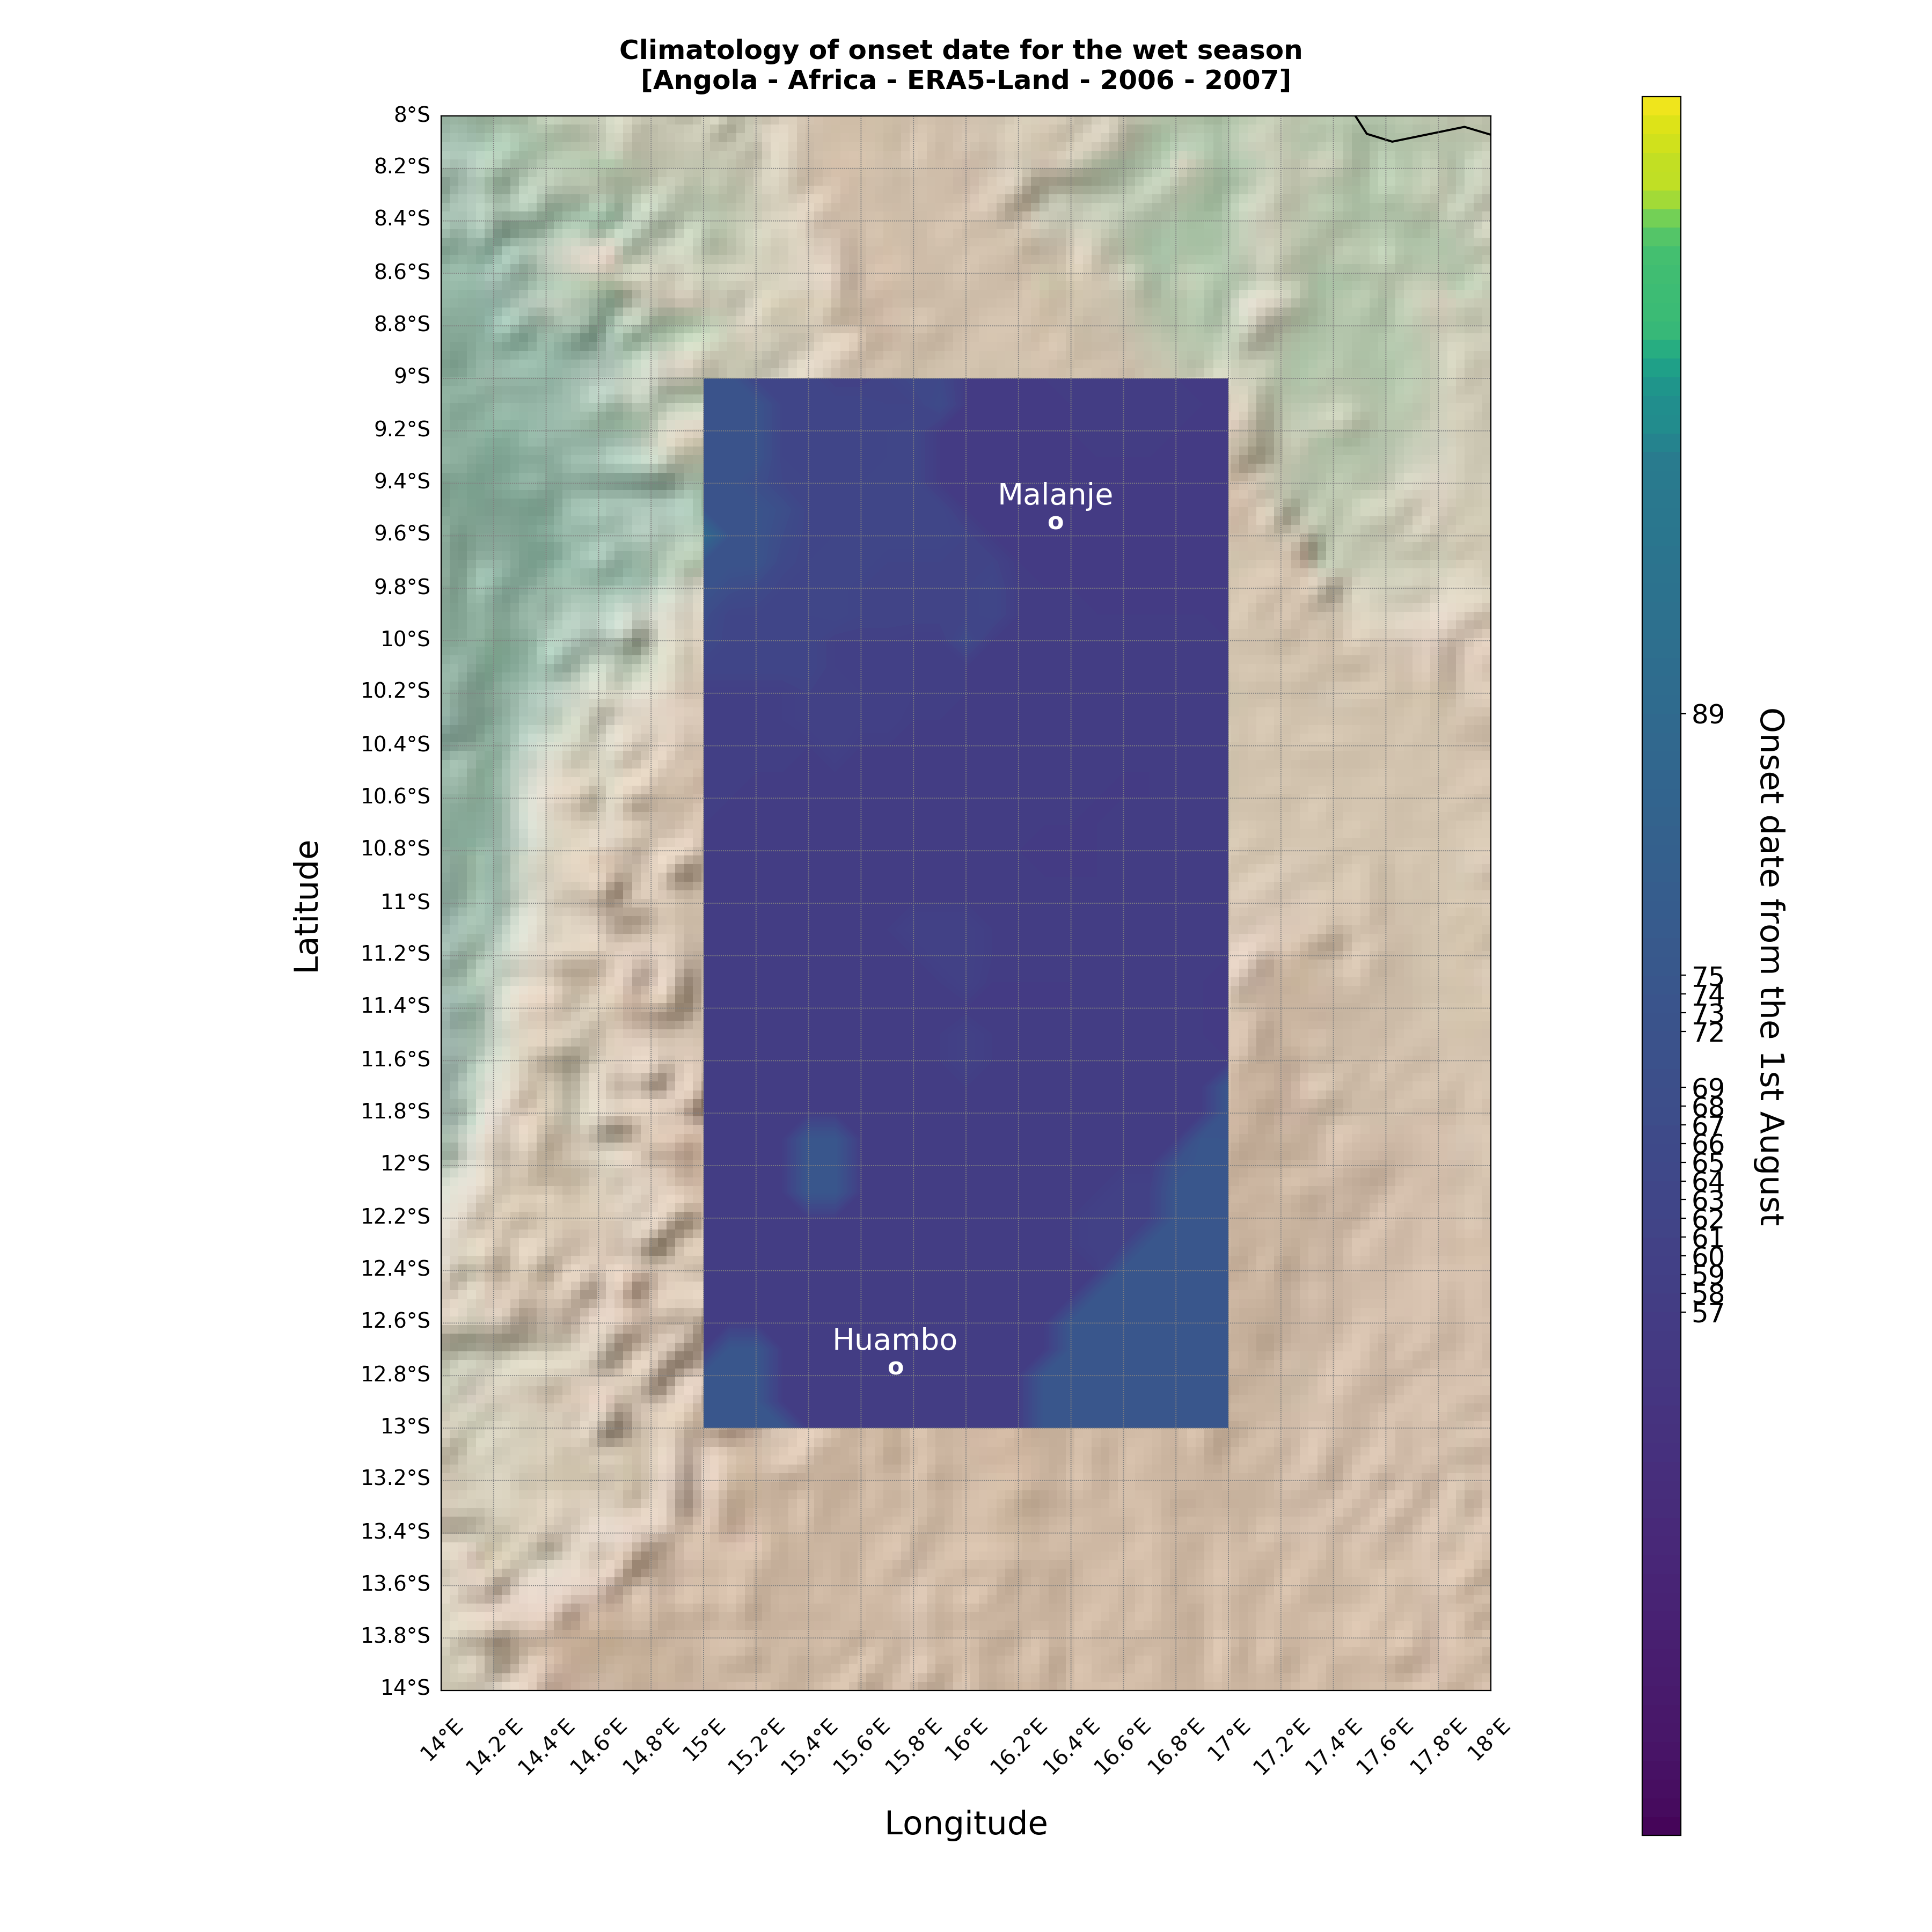 Climatology of onset date for the wet season
[Angola - Africa - ERA5-Land - 2006 - 2007]
8°S
8.2°S
8.4°S
8.6°S
8.8°S
9°S
9.2°S
9.4°S
9.6°S
9.8°S
10°S
10.2°S
10.4°S
10.6°S
10.8°S
11°S
11.2°S
11.4°S
11.6°S
11.8°S
12°S
12.2°S
12.4°S
12.6°S
12.8°S
13°S
13.2°S
13.4°S
13.6°S
13.8°S
14°S
Latitude
Malanje
Huambo
14°E
14.2°E
14.4°E
14.6°E
14.8°E
15°E
15.2°E
15.4°E
15.6°E
15.8°E
16°E
16.2°E
16.4°E
16.6°E
16.8°E
17°E
17.2°E
17.4°E
17.6°E
17.8°E
18°E
Longitude
89
75
74
73
72
69
68
67
66
65
64
63
62
61
60
59
58
57
Onset date from the 1st August